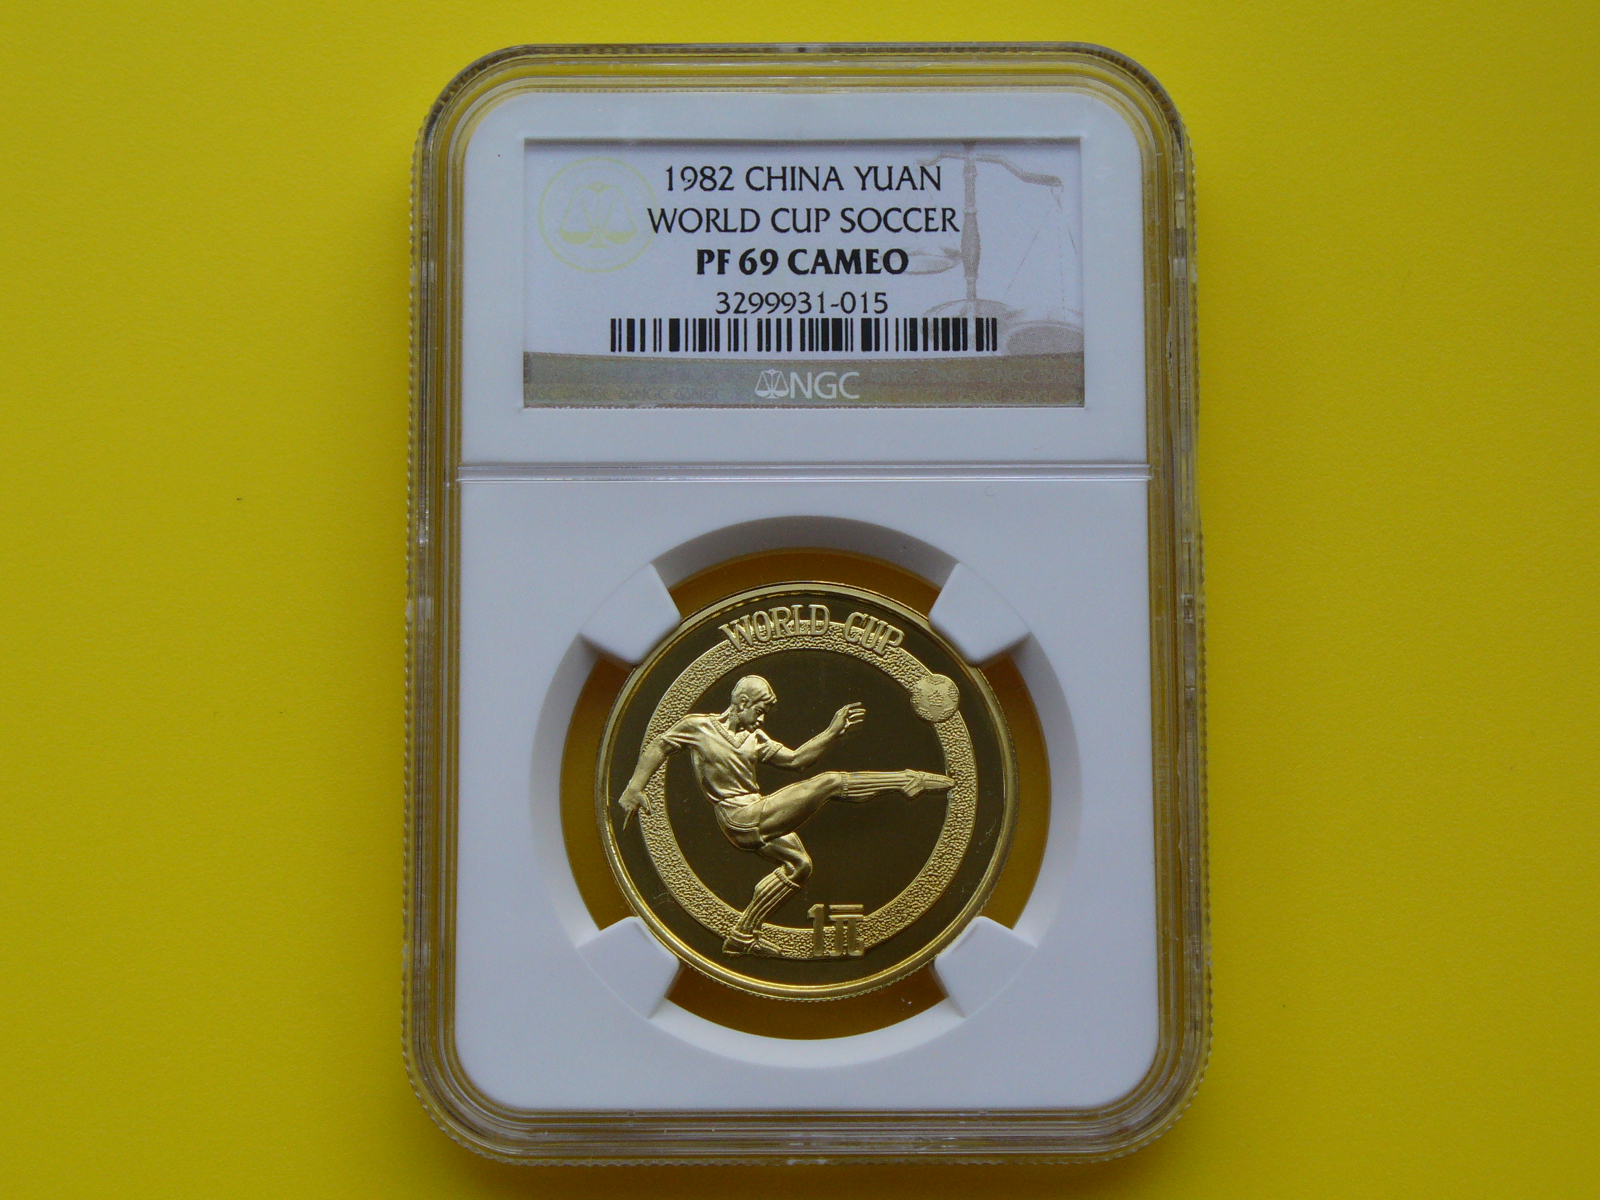 1982 CHINA YUAN
WORLD CUP SOCCER
PF 69 CAMEO
3299931-015
NGC
WORLD CUP
1元